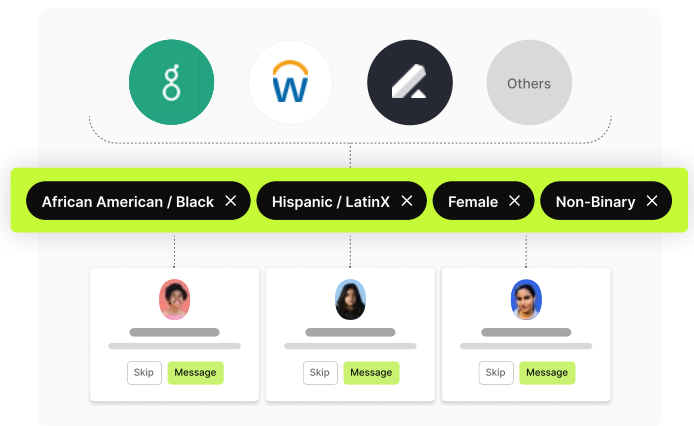 Others
African American / Black
Hispanic / LatinX
Female
Non-Binary
Skip Message
Skip Message
Skip Message